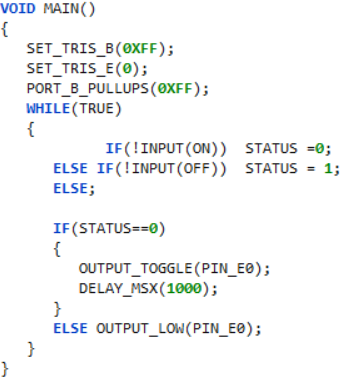 VOID MAIN()
{
   SET_TRIS_B(0XFF);
   SET_TRIS_E(0);
   PORT_B_PULLUPS(0XFF);
   WHILE(TRUE)
   {
            IF(!INPUT(ON))  STATUS =0;
      ELSE IF(!INPUT(OFF))  STATUS = 1;
      ELSE;

      IF(STATUS==0)
      {
         OUTPUT_TOGGLE(PIN_E0);
         DELAY_MSX(1000);
      }
      ELSE OUTPUT_LOW(PIN_E0);
   }
}